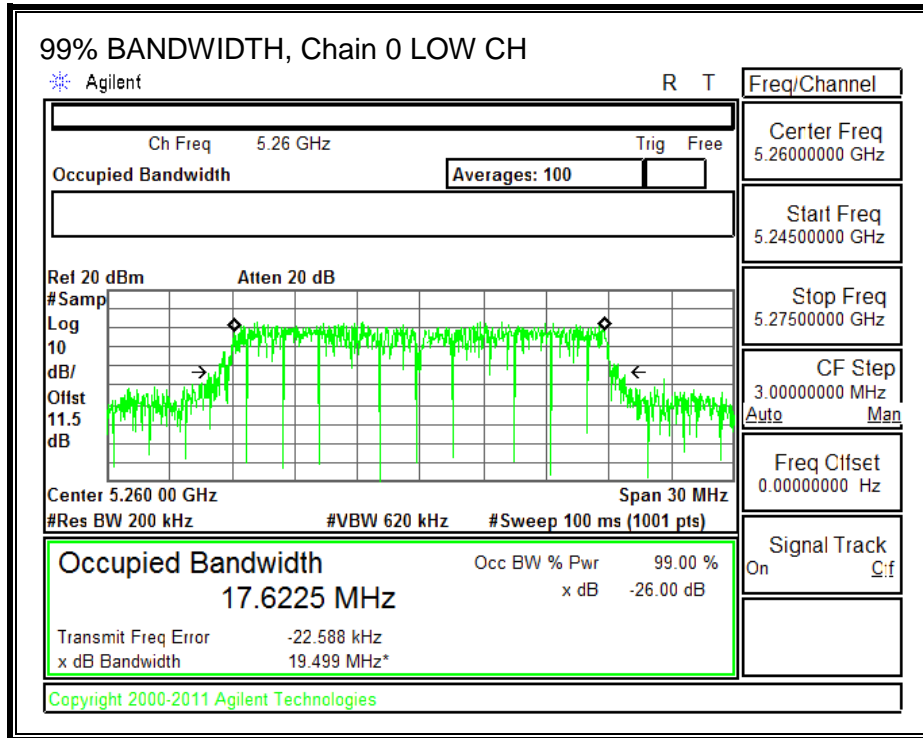 99% BANDWIDTH, Chain 0 LOW CH
Agilent R T
Ch Freq 5.26 GHz Trig Free
Occupied Bandwidth Averages: 100
Ref 20 dBm Atten 20 dB
#Samp
Log
10
dB/
Offst
11.5
dB
Center 5.260 00 GHz Span 30 MHz
#Res BW 200 kHz #VBW 620 kHz #Sweep 100 ms (1001 pts)
Occupied Bandwidth Occ BW % Pwr 99.00 %
17.6225 MHz x dB -26.00 dB
Transmit Freq Error -22.588 kHz
x dB Bandwidth 19.499 MHz*
Copyright 2000-2011 Agilent Technologies
Freq/Channel
Center Freq
5.26000000 GHz
Start Freq
5.24500000 GHz
Stop Freq
5.27500000 GHz
CF Step
3.00000000 MHz
Auto Man
Freq Offset
0.00000000 Hz
Signal Track
On Off